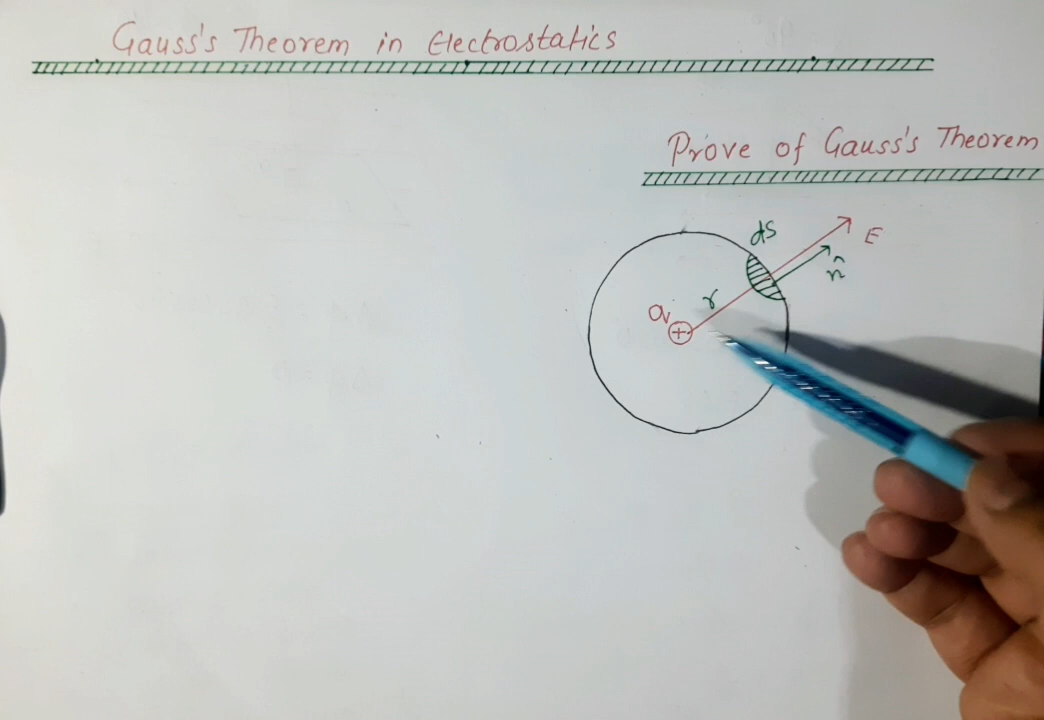 Gauss's Theorem in Electrostatics
Prove of Gauss's Theorem
dS
E
n̂
r
q
+